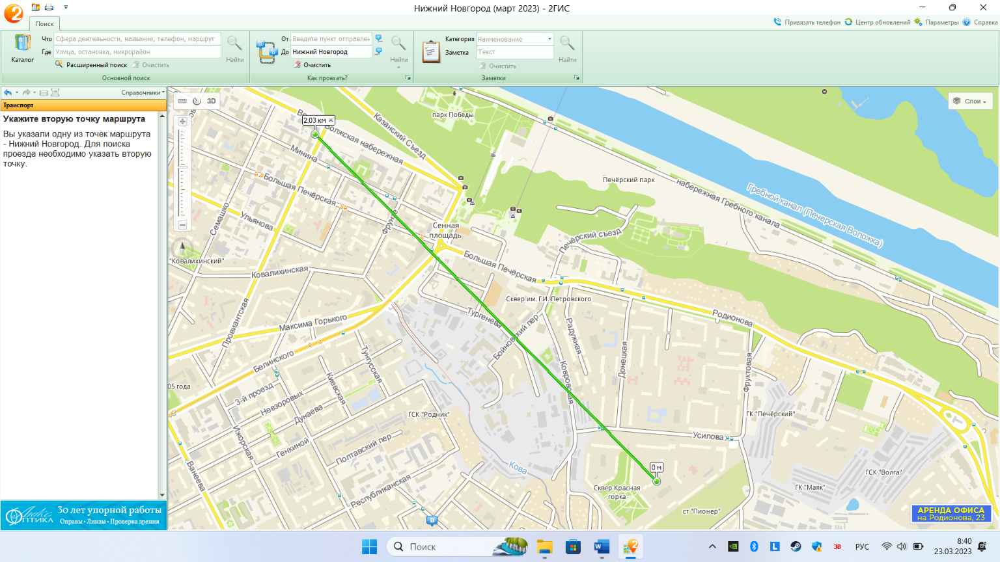 Нижний Новгород (март 2023) - 2ГИС
Поиск
Привязать телефон
Центр обновлений
Параметры
Справка
Каталог
Что
Сфера деятельности, название, телефон, маршрут
Где
Улица, остановка, микрорайон
Расширенный поиск
Очистить
Найти
Основной поиск
От
Введите пункт отправлен
До
Нижний Новгород
Очистить
Найти
Как проехать?
Категория
Наименование
Заметка
Текст
Очистить
Найти
Заметки
Справочники
Транспорт
Укажите вторую точку маршрута
Вы указали одну из точек маршрута
- Нижний Новгород. Для поиска
проезда необходимо указать вторую
точку.
3D
Слои
2,03 км
Волжская набережная
Казанский Съезд
парк Победы
Минина
Большая Печёрская
Семашко
Ульянова
Фрунзе
Сенная
площадь
Печёрский парк
набережная Гребного канала
Гребной канал (Печерская Воложка)
Печёрский съезд
"Ковалихинский"
Ковалихинская
Большая Печёрская
Сквер им. Г.И. Петровского
Провиантская
Максима Горького
Тургенева
Бойновский пер
Радужная
Родионова
Белинского
Тунгусская
Донецкая
Ковровская
Фруктовая
05 года
3-й проезд
Киевская
Невзоровых
Дунаева
ГСК "Родник"
ГК "Печёрский"
Ижорская
Генкиной
Полтавский пер
Усилова
Ванеева
Кова
0 м
Республиканская
Сквер Красная
горка
ст "Пионер"
ГК "Маяк"
ГСК "Волга"
В
Люкс
Оптика
30 лет упорной работы
Оправы • Линзы • Проверка зрения
АРЕНДА ОФИСА
на Родионова, 23
Поиск
38
РУС
8:40
23.03.2023